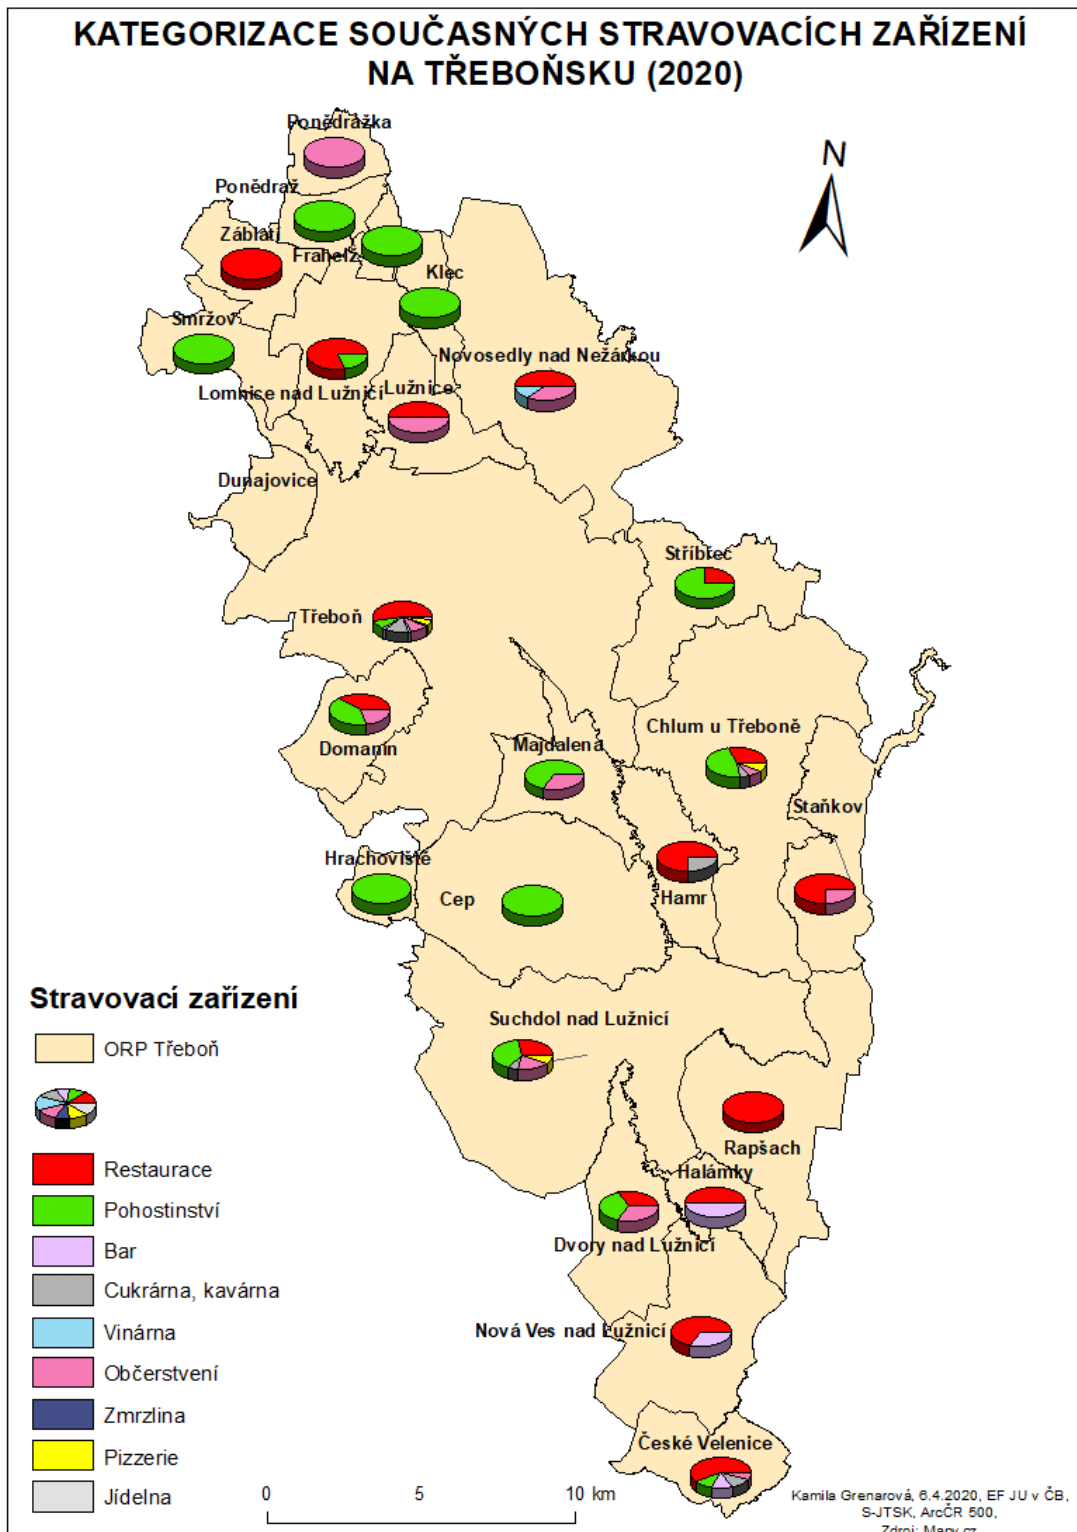 KATEGORIZACE SOUČASNÝCH STRAVOVACÍCH ZAŘÍZENÍ
NA TŘEBOŇSKU (2020)
Ponědrážka
N
Ponědraž
Záblatí
Frahelž
Klec
Smržov
Novosedly nad Nežárkou
Lomnice nad Lužnicí
Lužnice
Dunajovice
Stříbřec
Třeboň
Chlum u Třeboně
Domanín
Majdalena
Staňkov
Hrachoviště
Cep
Hamr
Stravovací zařízení
Suchdol nad Lužnicí
ORP Třeboň
Rapšach
Restaurace
Halámky
Pohostinství
Bar
Dvory nad Lužnicí
Cukrárna, kavárna
Vinárna
Nová Ves nad Lužnicí
Občerstvení
Zmrzlina
Pizzerie
České Velenice
Jídelna
0 5 10 km
Kamila Grenarová, 6.4.2020, EF JU v ČB,
S-JTSK, ArcČR 500,
Zdroj: Mapy.cz